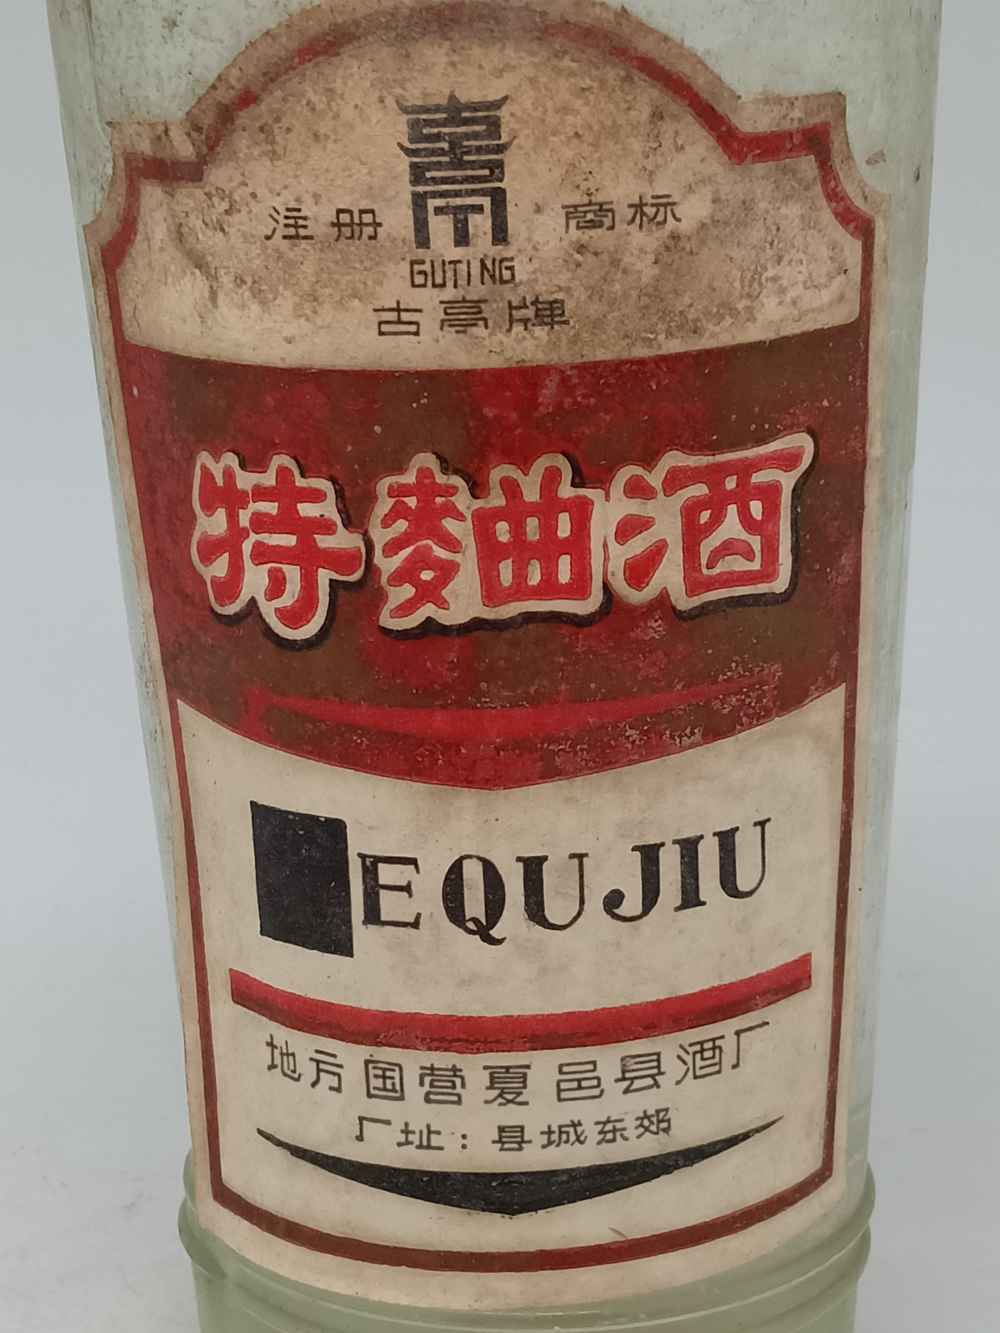 注册 商标
GUTING
古亭牌
特麯酒
EQUJIU
地方国营夏邑县酒厂
厂址：县城东郊